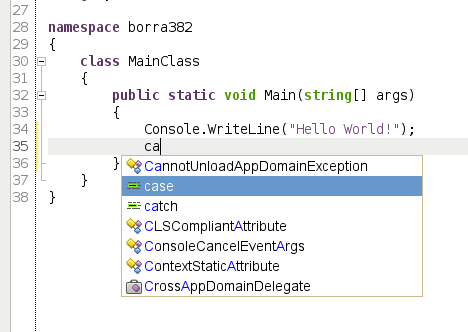 27
28 namespace borra382
29 {
30 class MainClass
31 {
32 public static void Main(string[] args)
33 {
34 Console.WriteLine("Hello World!");
35 ca
36 }
CannotUnloadAppDomainException
37 }
case
38 }
catch
CLSCompliantAttribute
ConsoleCancelEventArgs
ContextStaticAttribute
CrossAppDomainDelegate